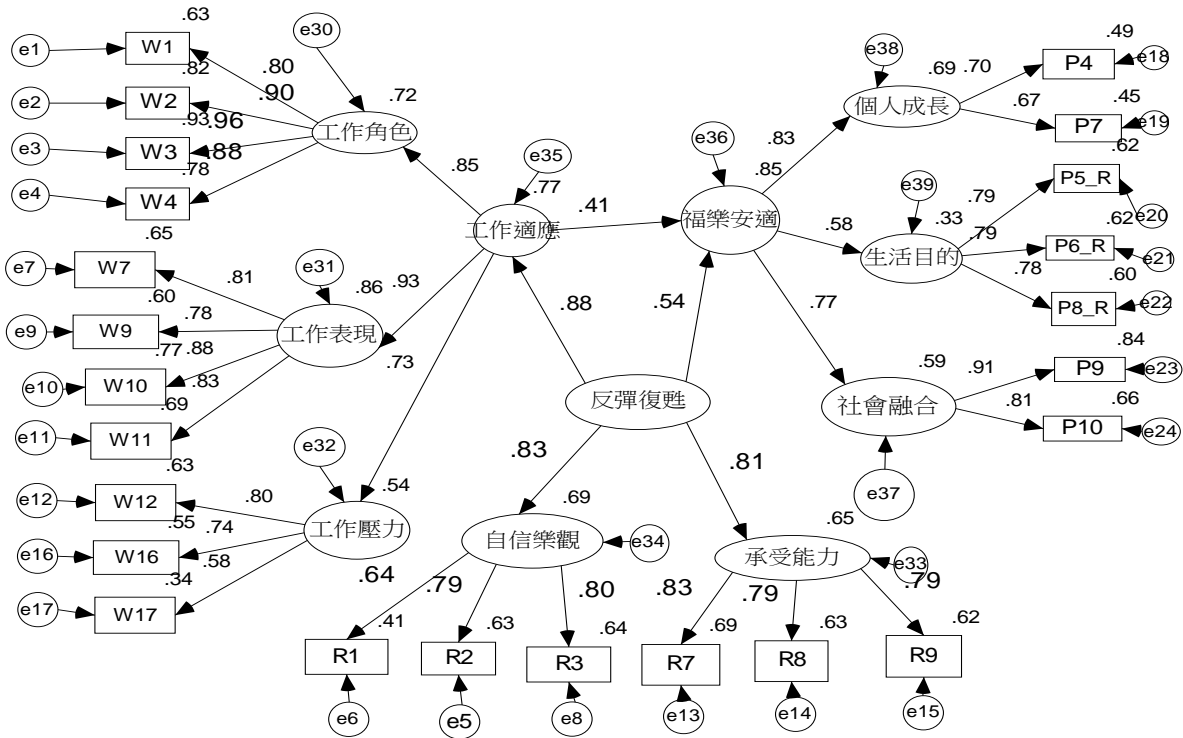 .63
e1
W1
e30
.82
.80
.72
e2
W2
.90
工作角色
.93
.96
e3
W3
.88
.78
e4
W4
.65
.85
e35
.77
工作適應
.41
e7
W7
.81
e31
.86
.93
.60
e9
W9
.78
工作表現
.77
.88
e10
W10
.83
.69
e11
W11
.73
.63
e32
e12
W12
.80
.54
工作壓力
.55
.74
e16
W16
.58
.34
e17
W17
.49
e38
.69
.70
P4
e18
個人成長
.67
.45
P7
e19
.62
e36
.83
.85
福樂安適
.58
e39
.33
生活目的
.79
P5_R
e20
.79
.62
P6_R
e21
.78
.60
P8_R
e22
.77
.84
.59
.91
P9
e23
社會融合
.81
.66
P10
e24
e37
.88
.54
反彈復甦
.83
.81
.69
自信樂觀
e34
.65
承受能力
e33
.64
.79
.80
.83
.79
.79
.41
.63
.64
.69
.63
.62
R1
R2
R3
R7
R8
R9
e6
e5
e8
e13
e14
e15